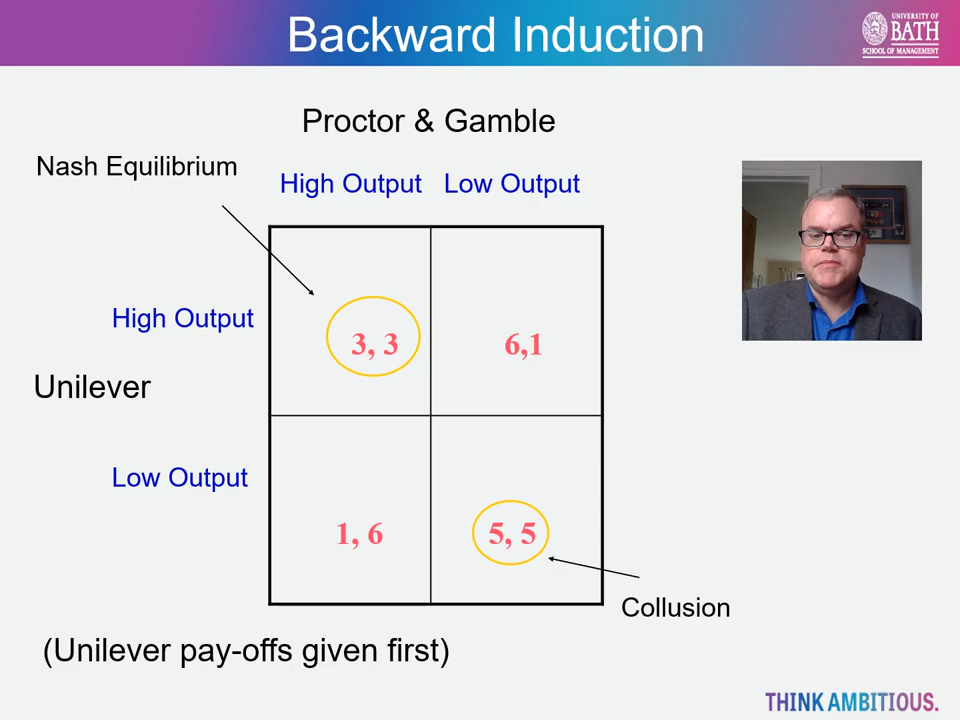 Backward Induction
UNIVERSITY OF
BATH
SCHOOL OF MANAGEMENT
Proctor & Gamble
Nash Equilibrium
High Output Low Output
High Output
3, 3 6,1
Unilever
Low Output
1, 6 5, 5
Collusion
(Unilever pay-offs given first)
THINK AMBITIOUS.